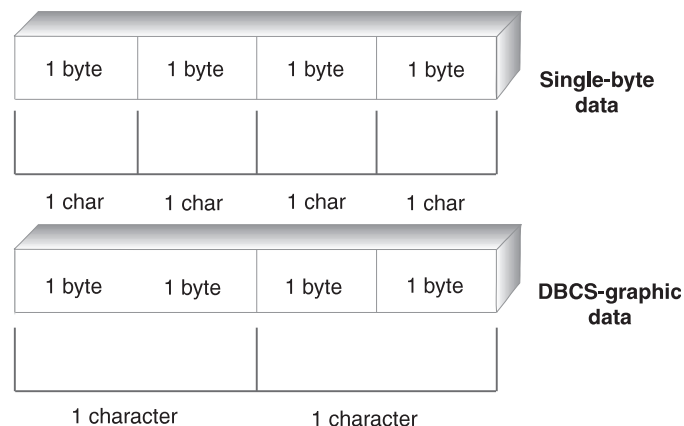 1 byte 1 byte 1 byte 1 byte
Single-byte
data
1 char 1 char 1 char 1 char
1 byte 1 byte 1 byte 1 byte
DBCS-graphic
data
1 character 1 character